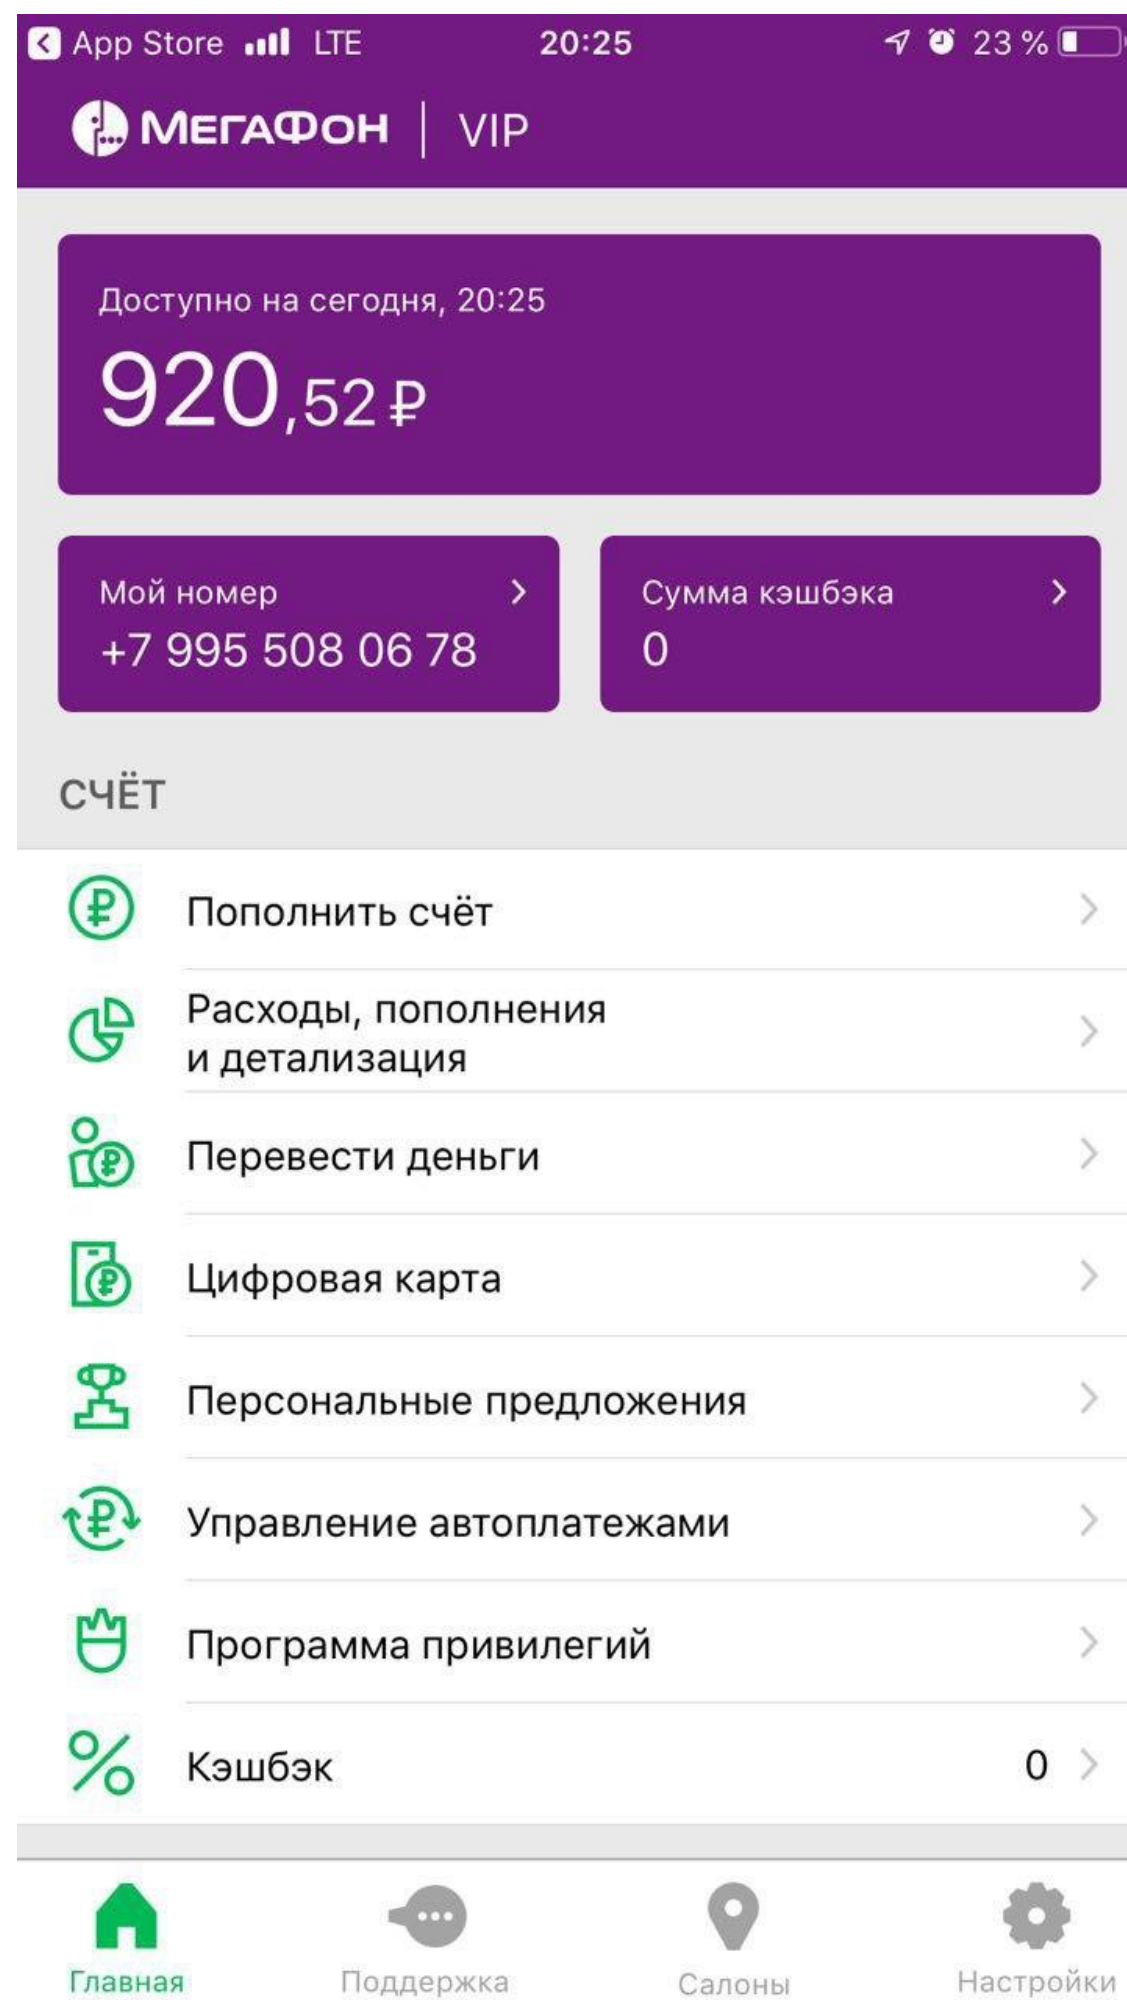 App Store LTE 20:25 23 %
МЕГАФОН | VIP
Доступно на сегодня, 20:25
920,52 ₽
Мой номер
+7 995 508 06 78
Сумма кэшбэка
0
СЧЁТ
Пополнить счёт
Расходы, пополнения
и детализация
Перевести деньги
Цифровая карта
Персональные предложения
Управление автоплатежами
Программа привилегий
Кэшбэк 0
Главная Поддержка Салоны Настройки